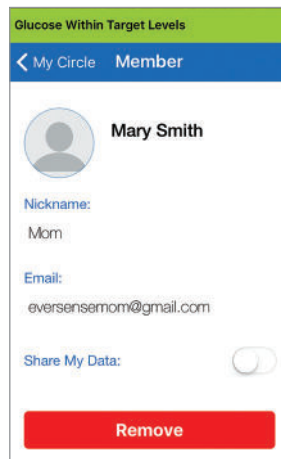 Glucose Within Target Levels
My Circle Member
Mary Smith
Nickname:
Mom
Email:
eversensemom@gmail.com
Share My Data:
Remove